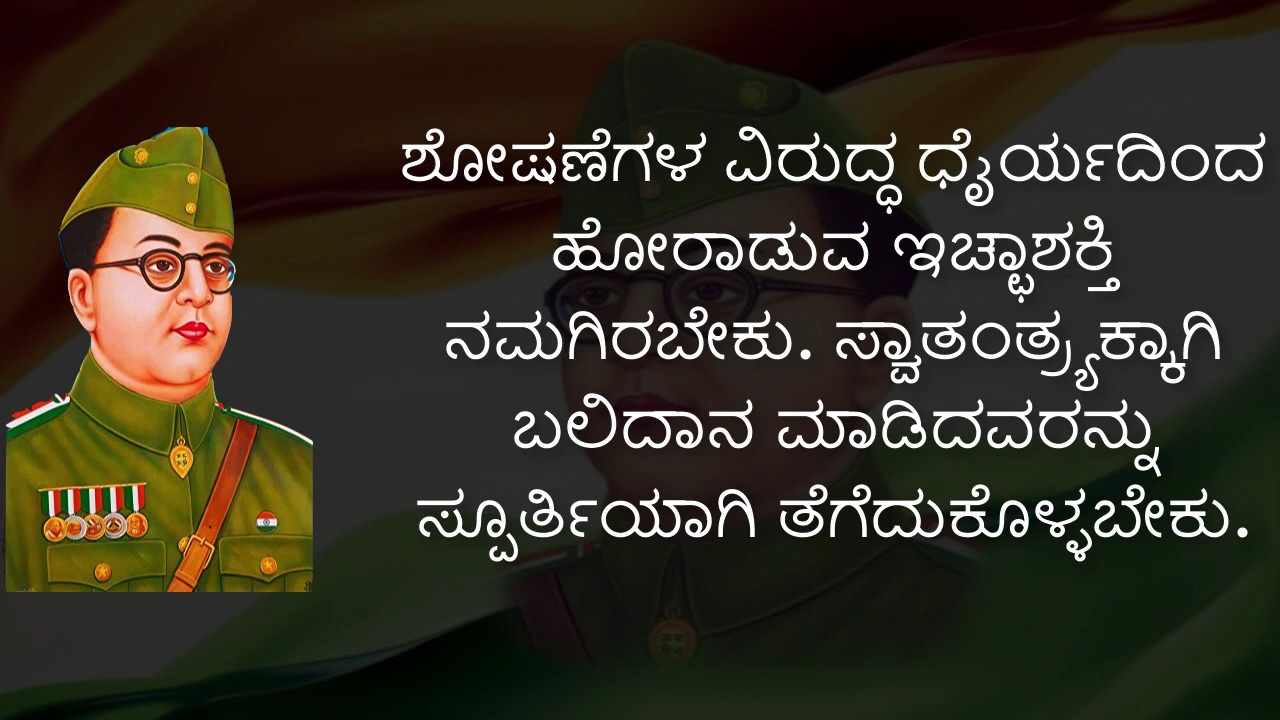 ಶೋಷಣೆಗಳ ವಿರುದ್ಧ ಧೈರ್ಯದಿಂದ
ಹೋರಾಡುವ ಇಚ್ಛಾಶಕ್ತಿ
ನಮಗಿರಬೇಕು. ಸ್ವಾತಂತ್ರ್ಯಕ್ಕಾಗಿ
ಬಲಿದಾನ ಮಾಡಿದವರನ್ನು
ಸ್ಪೂರ್ತಿಯಾಗಿ ತೆಗೆದುಕೊಳ್ಳಬೇಕು.